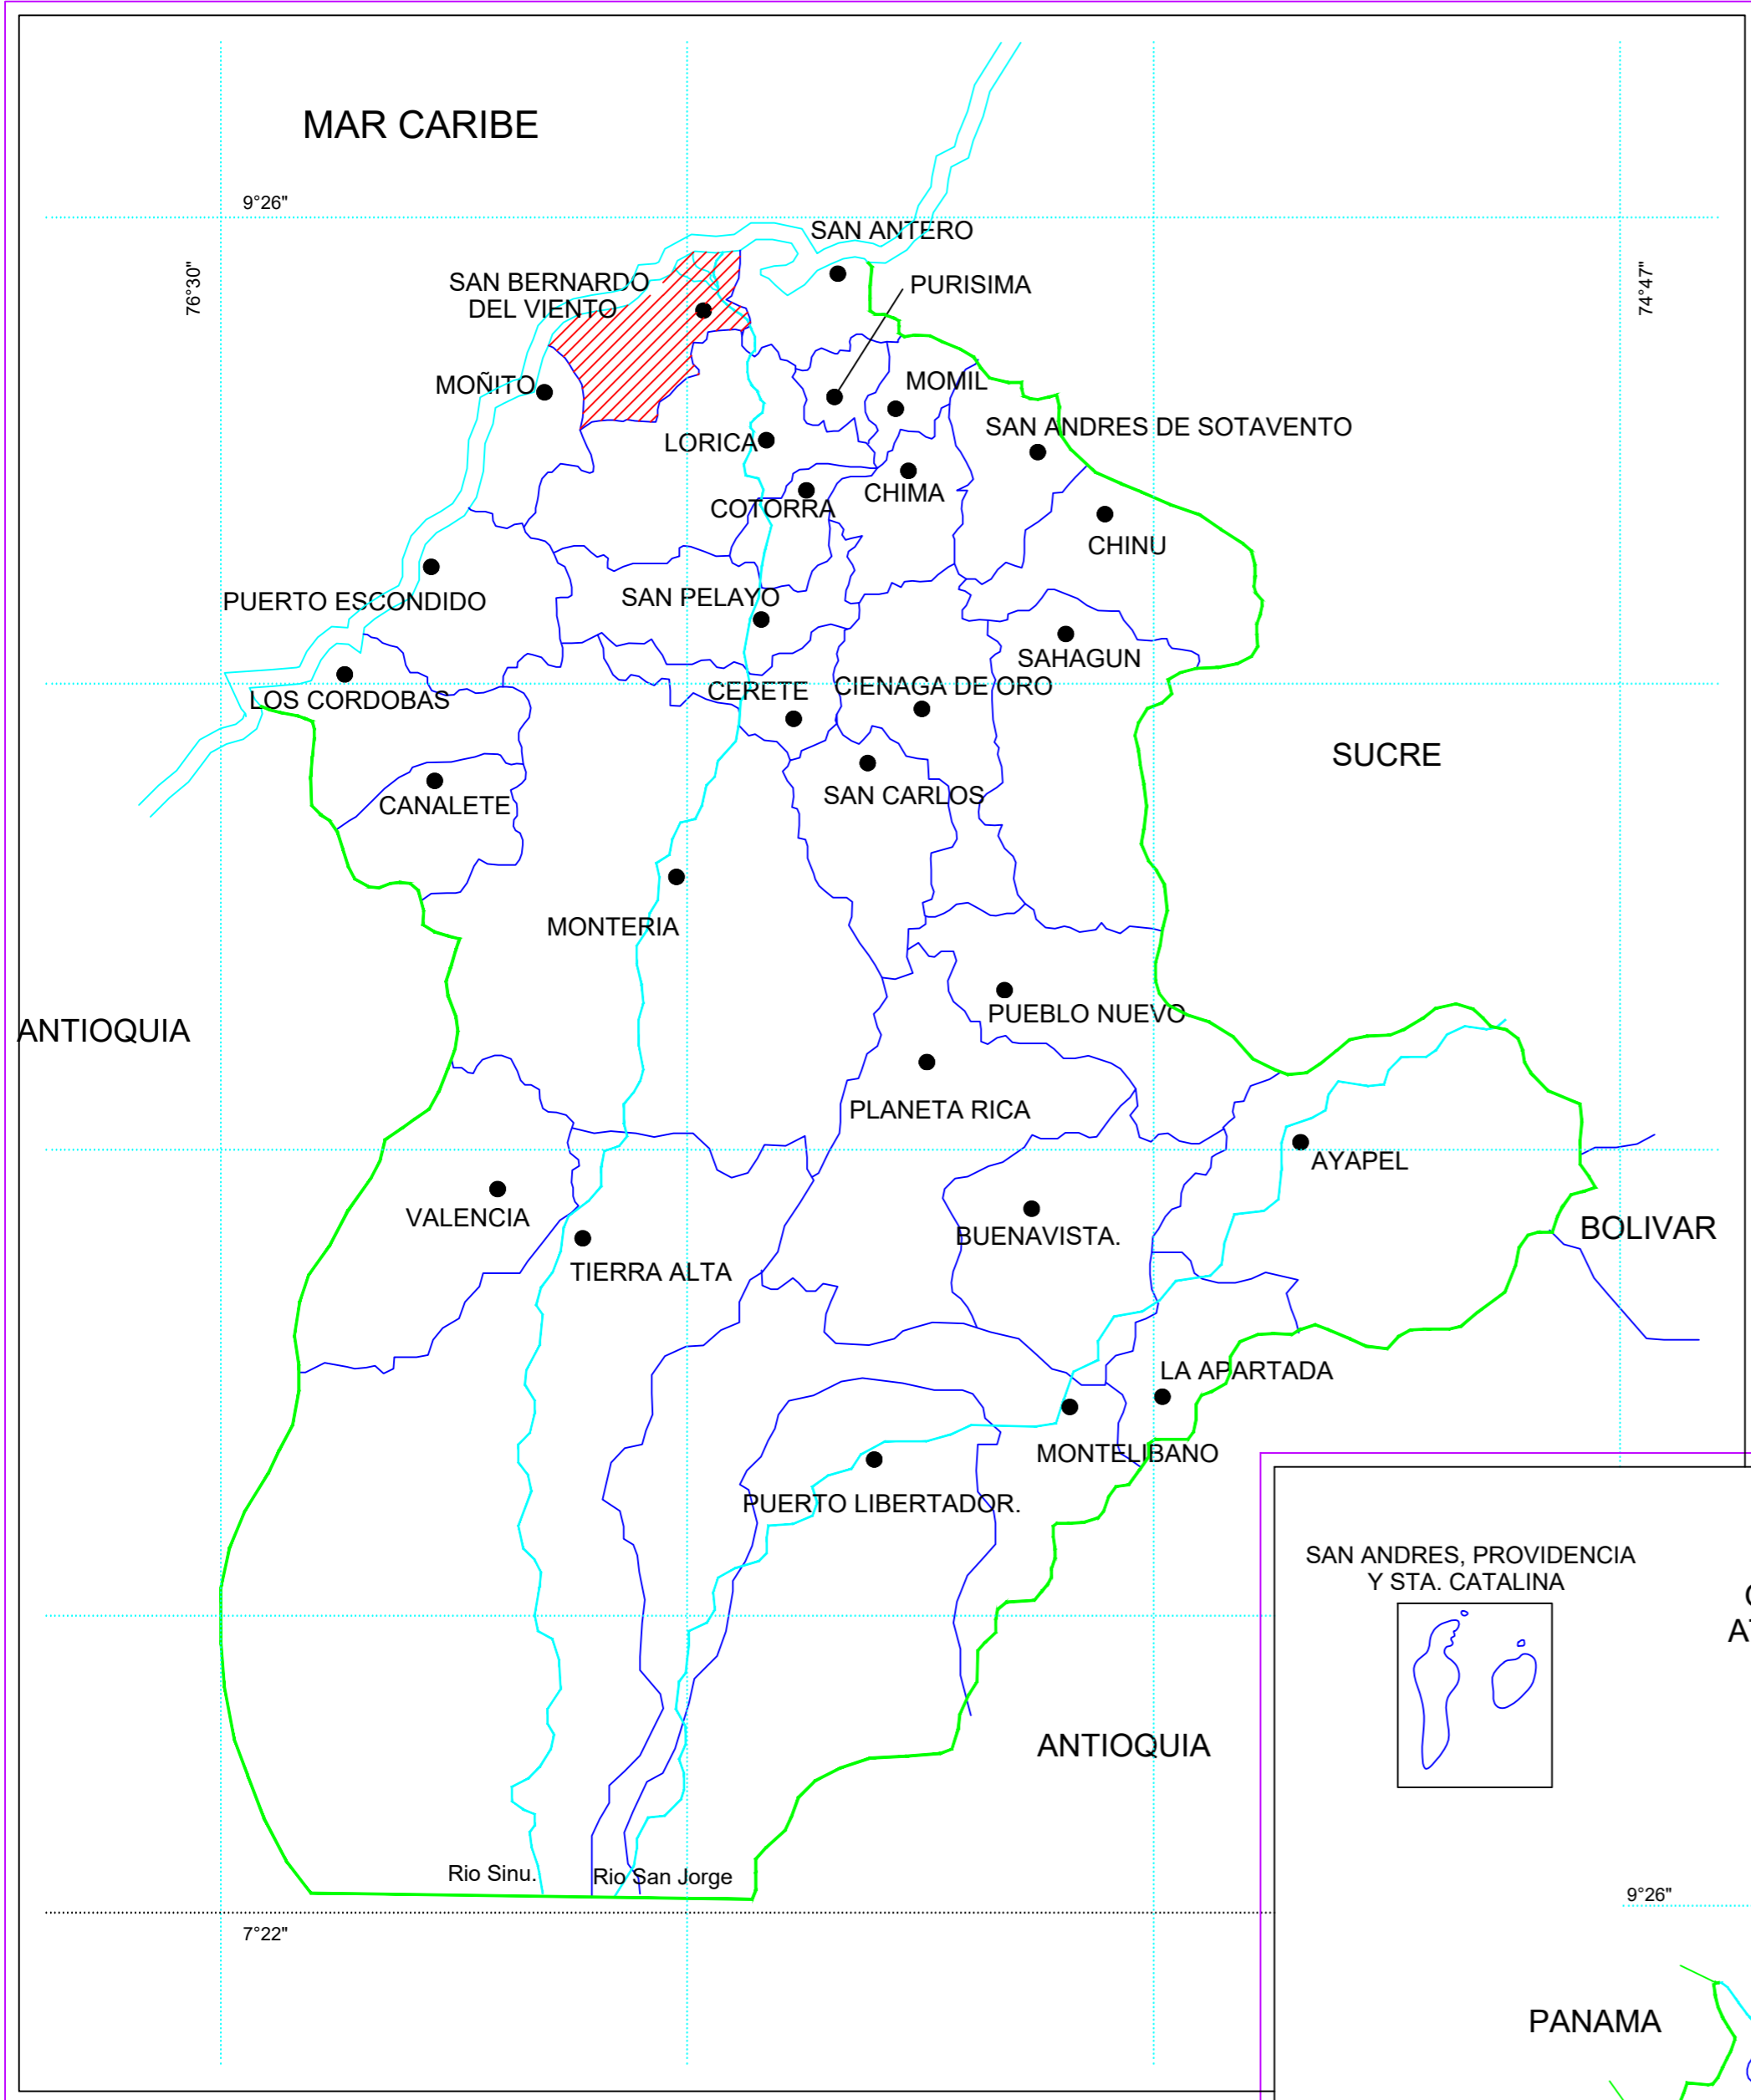 MAR CARIBE
9°26"
76°30"
74°47"
SAN ANTERO
SAN BERNARDO
DEL VIENTO
PURISIMA
MOÑITO
MOMIL
SAN ANDRES DE SOTAVENTO
LORICA
CHIMA
COTORRA
CHINU
PUERTO ESCONDIDO
SAN PELAYO
SAHAGUN
LOS CORDOBAS
CERETE
CIENAGA DE ORO
SUCRE
CANALETE
SAN CARLOS
MONTERIA
PUEBLO NUEVO
ANTIOQUIA
PLANETA RICA
AYAPEL
VALENCIA
BUENAVISTA.
BOLIVAR
TIERRA ALTA
LA APARTADA
MONTELIBANO
PUERTO LIBERTADOR.
SAN ANDRES, PROVIDENCIA
Y STA. CATALINA
ANTIOQUIA
Rio Sinu.
Rio San Jorge
9°26"
7°22"
PANAMA